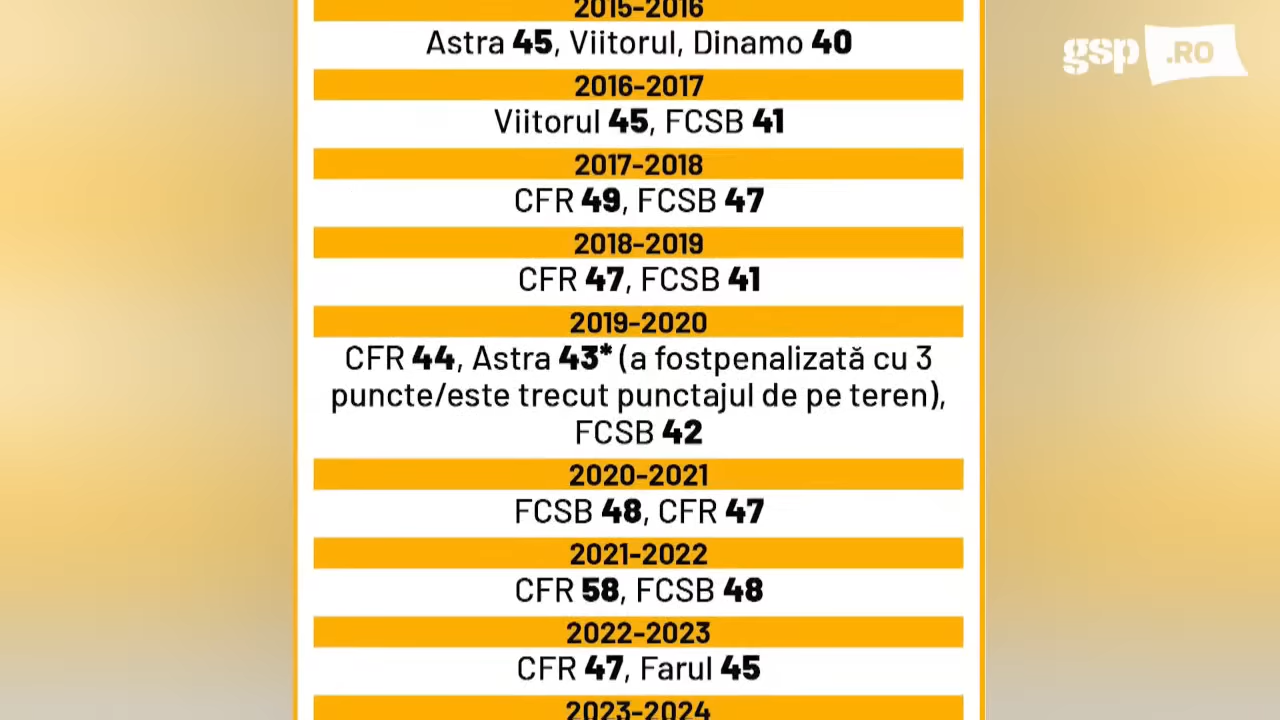 2015-2016
gsp .RO
Astra 45, Viitorul, Dinamo 40
2016-2017
Viitorul 45, FCSB 41
2017-2018
CFR 49, FCSB 47
2018-2019
CFR 47, FCSB 41
2019-2020
CFR 44, Astra 43* (a fostpenalizată cu 3
puncte/este trecut punctajul de pe teren),
FCSB 42
2020-2021
FCSB 48, CFR 47
2021-2022
CFR 58, FCSB 48
2022-2023
CFR 47, Farul 45
2023-2024